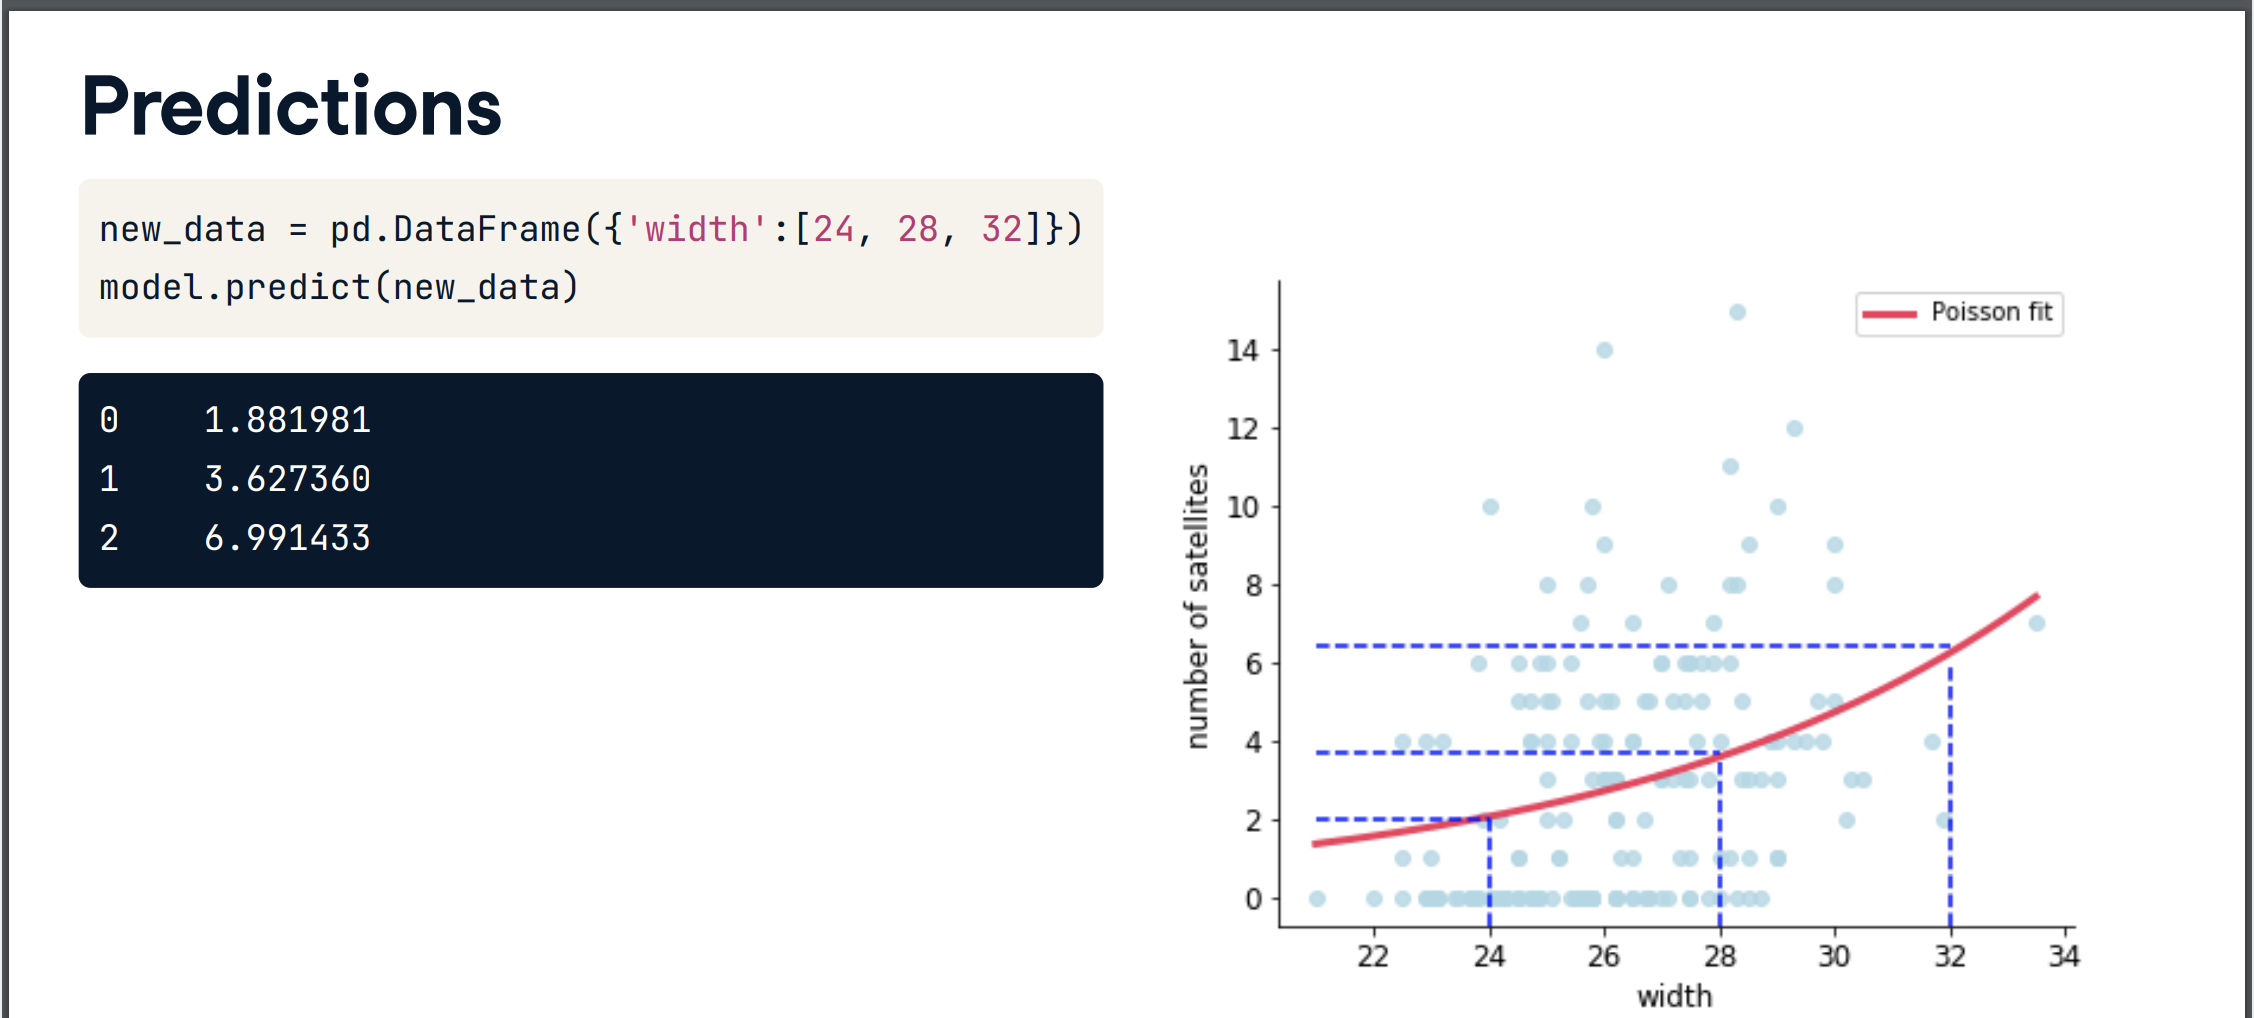 Predictions
new_data = pd.DataFrame({'width':[24, 28, 32]})
model.predict(new_data)
0    1.881981
1    3.627360
2    6.991433
Poisson fit
14
12
10
8
6
4
2
0
number of satellites
22 24 26 28 30 32 34
width